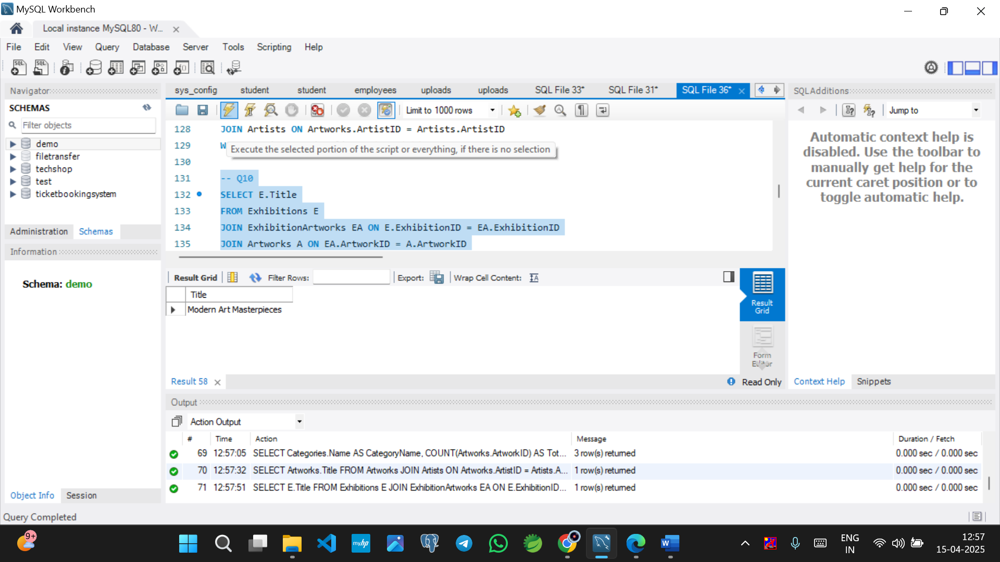 MySQL Workbench
Local instance MySQL80 - W...
File Edit View Query Database Server Tools Scripting Help
Navigator
SCHEMAS
Filter objects
demo
filetransfer
techshop
test
ticketbookingsystem
Administration Schemas
Information
Schema: demo
Object Info Session
sys_config student student employees uploads uploads SQL File 33* SQL File 31* SQL File 36*
Limit to 1000 rows
128 JOIN Artists ON Artworks.ArtistID = Artists.ArtistID
129 W
Execute the selected portion of the script or everything, if there is no selection
130
131 -- Q10
132 SELECT E.Title
133 FROM Exhibitions E
134 JOIN ExhibitionArtworks EA ON E.ExhibitionID = EA.ExhibitionID
135 JOIN Artworks A ON EA.ArtworkID = A.ArtworkID
Result Grid Filter Rows: Export: Wrap Cell Content:
Title
Modern Art Masterpieces
Result
Grid
Form
Editor
Result 58
Read Only
SQLAdditions
Jump to
Automatic context help is
disabled. Use the toolbar to
manually get help for the
current caret position or to
toggle automatic help.
Context Help Snippets
Output
Action Output
# Time Action Message Duration / Fetch
69 12:57:05 SELECT Categories.Name AS CategoryName, COUNT(Artworks.ArtworkID) AS Tot... 3 row(s) returned 0.000 sec / 0.000 sec
70 12:57:32 SELECT Artworks.Title FROM Artworks JOIN Artists ON Artworks.ArtistID = Artists.A... 1 row(s) returned 0.000 sec / 0.000 sec
71 12:57:51 SELECT E.Title FROM Exhibitions E JOIN ExhibitionArtworks EA ON E.ExhibitionID... 1 row(s) returned 0.000 sec / 0.000 sec
Query Completed
9+
myhp
W
ENG
IN
12:57
15-04-2025